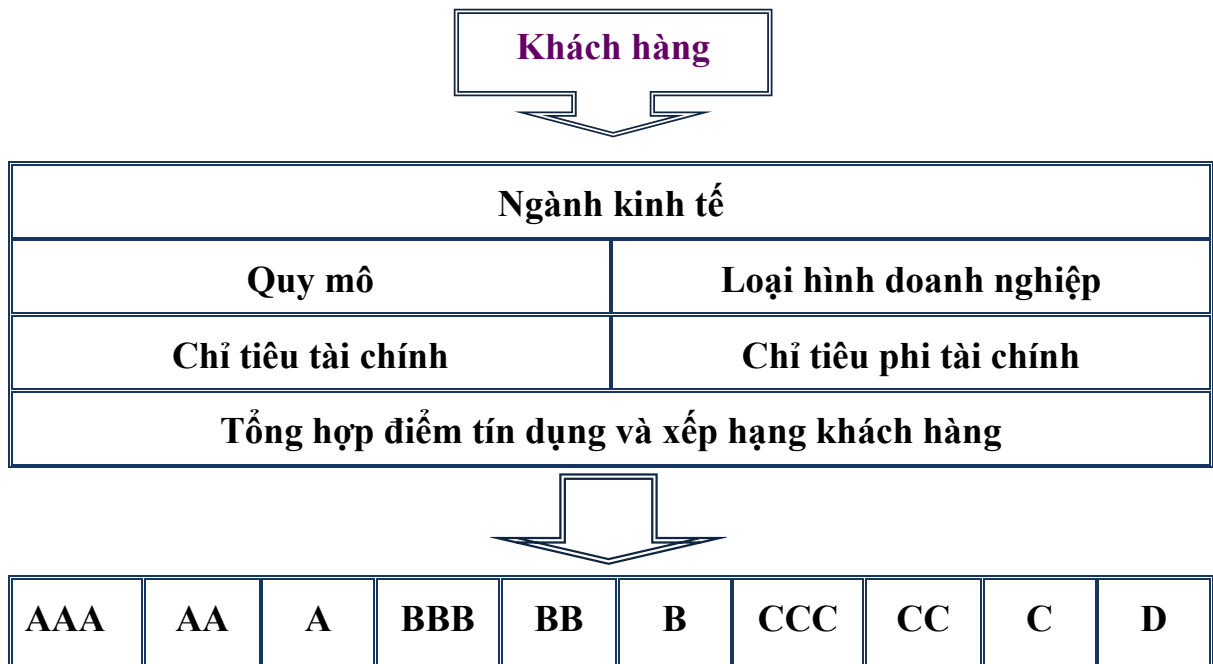 Khách hàng
Ngành kinh tế
Quy mô
Loại hình doanh nghiệp
Chỉ tiêu tài chính
Chỉ tiêu phi tài chính
Tổng hợp điểm tín dụng và xếp hạng khách hàng
AAA AA A BBB BB B CCC CC C D